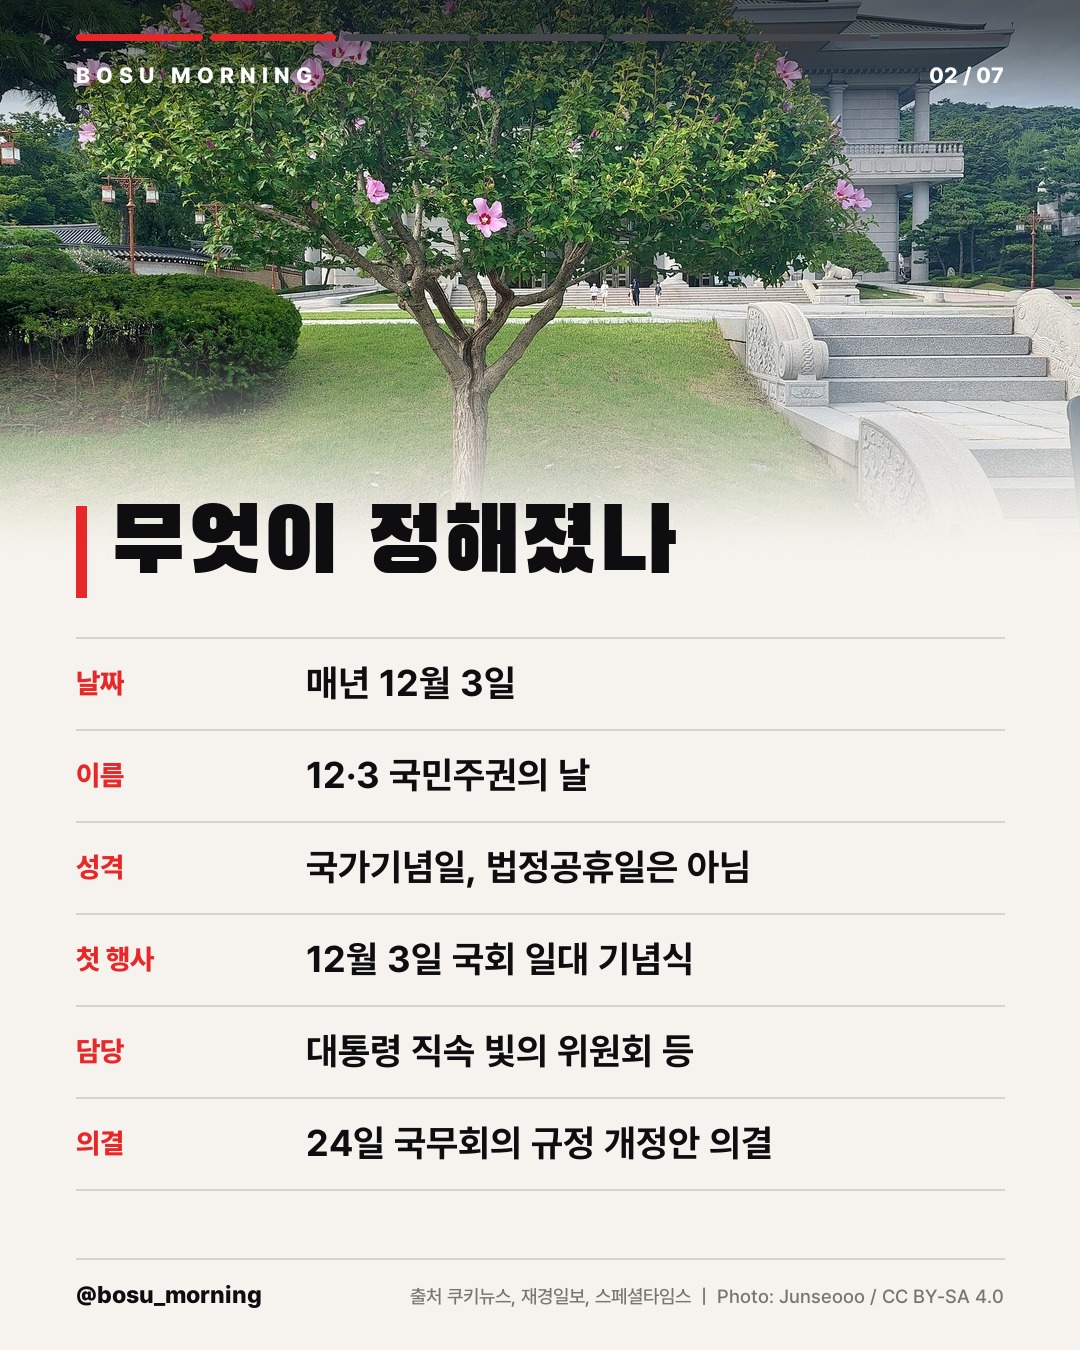 BOSU MORNING
02 / 07
무엇이 정해졌나
날짜 매년 12월 3일
이름 12·3 국민주권의 날
성격 국가기념일, 법정공휴일은 아님
첫 행사 12월 3일 국회 일대 기념식
담당 대통령 직속 빛의 위원회 등
의결 24일 국무회의 규정 개정안 의결
@bosu_morning
출처 쿠키뉴스, 재경일보, 스페셜타임스 | Photo: Junseooo / CC BY-SA 4.0